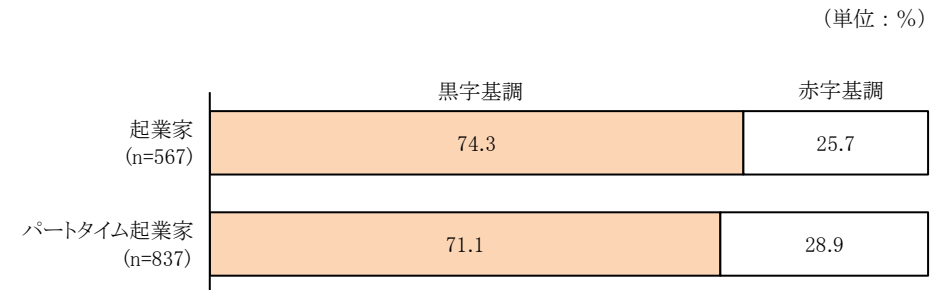 （単位：%）
黒字基調 赤字基調
起業家
(n=567)
74.3 25.7
パートタイム起業家
(n=837)
71.1 28.9